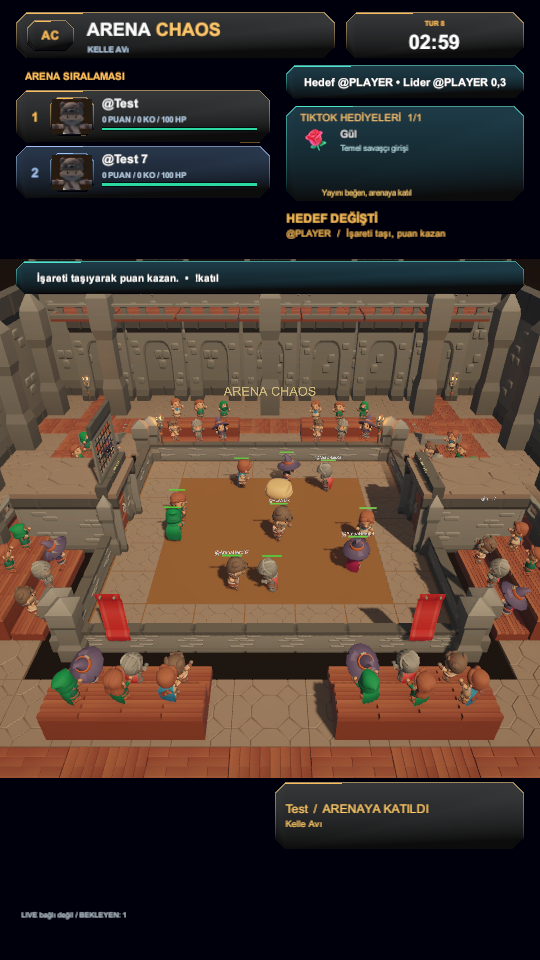 AC
ARENA CHAOS
KELLE AVı
TUR 8
02:59
ARENA SIRALAMASI
1
@Test
0 PUAN / 0 KO / 100 HP
2
@Test 7
0 PUAN / 0 KO / 100 HP
Hedef @PLAYER • Lider @PLAYER 0,3
TIKTOK HEDİYELERİ 1/1
Gül
Temel savaşçı girişi
Yayını beğen, arenaya katıl
HEDEF DEĞİŞTİ
@PLAYER / İşareti taşı, puan kazan
İşareti taşıyarak puan kazan. • !katıl
ARENA CHAOS
Test / ARENAYA KATILDI
Kelle Avı
LIVE bağlı değil / BEKLEYEN: 1